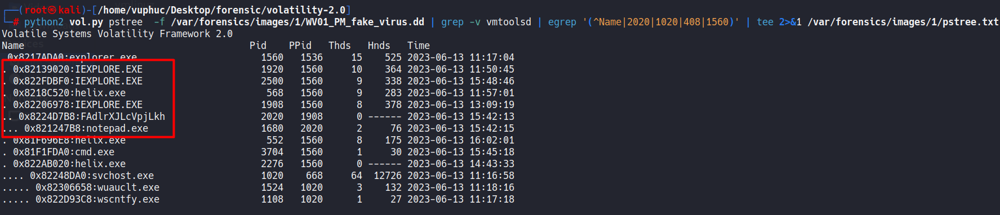 ┌──(root㉿kali)-[/home/vuphuc/Desktop/forensic/volatility-2.0]
└─# python2 vol.py pstree  -f /var/forensics/images/1/WV01_PM_fake_virus.dd | grep -v vmtoolsd | egrep '(^Name|2020|1020|408|1560)' | tee 2>&1 /var/forensics/images/1/pstree.txt
Volatile Systems Volatility Framework 2.0
Name Pid PPid Thds Hnds Time
0x8217ADA0:explorer.exe 1560 1536 15 525 2023-06-13 11:17:04
. 0x82139020:IEXPLORE.EXE 1920 1560 10 364 2023-06-13 11:50:45
. 0x822FDBF0:IEXPLORE.EXE 2500 1560 9 338 2023-06-13 15:48:46
. 0x8218C520:helix.exe 568 1560 9 283 2023-06-13 11:57:01
. 0x82206978:IEXPLORE.EXE 1908 1560 8 378 2023-06-13 13:09:19
.. 0x8224D7B8:FAdlrXJLcVpjLkh 2020 1908 0 ------ 2023-06-13 15:42:13
... 0x821247B8:notepad.exe 1680 2020 2 76 2023-06-13 15:42:15
. 0x81F696E8:helix.exe 552 1560 8 175 2023-06-13 16:02:01
. 0x81F1FDA0:cmd.exe 3704 1560 1 30 2023-06-13 15:45:18
. 0x822AB020:helix.exe 2276 1560 0 ------ 2023-06-13 14:43:33
.... 0x82248DA0:svchost.exe 1020 668 64 12726 2023-06-13 11:16:58
..... 0x82306658:wuauclt.exe 1524 1020 3 132 2023-06-13 11:18:16
..... 0x822D93C8:wscntfy.exe 1108 1020 1 27 2023-06-13 11:17:18